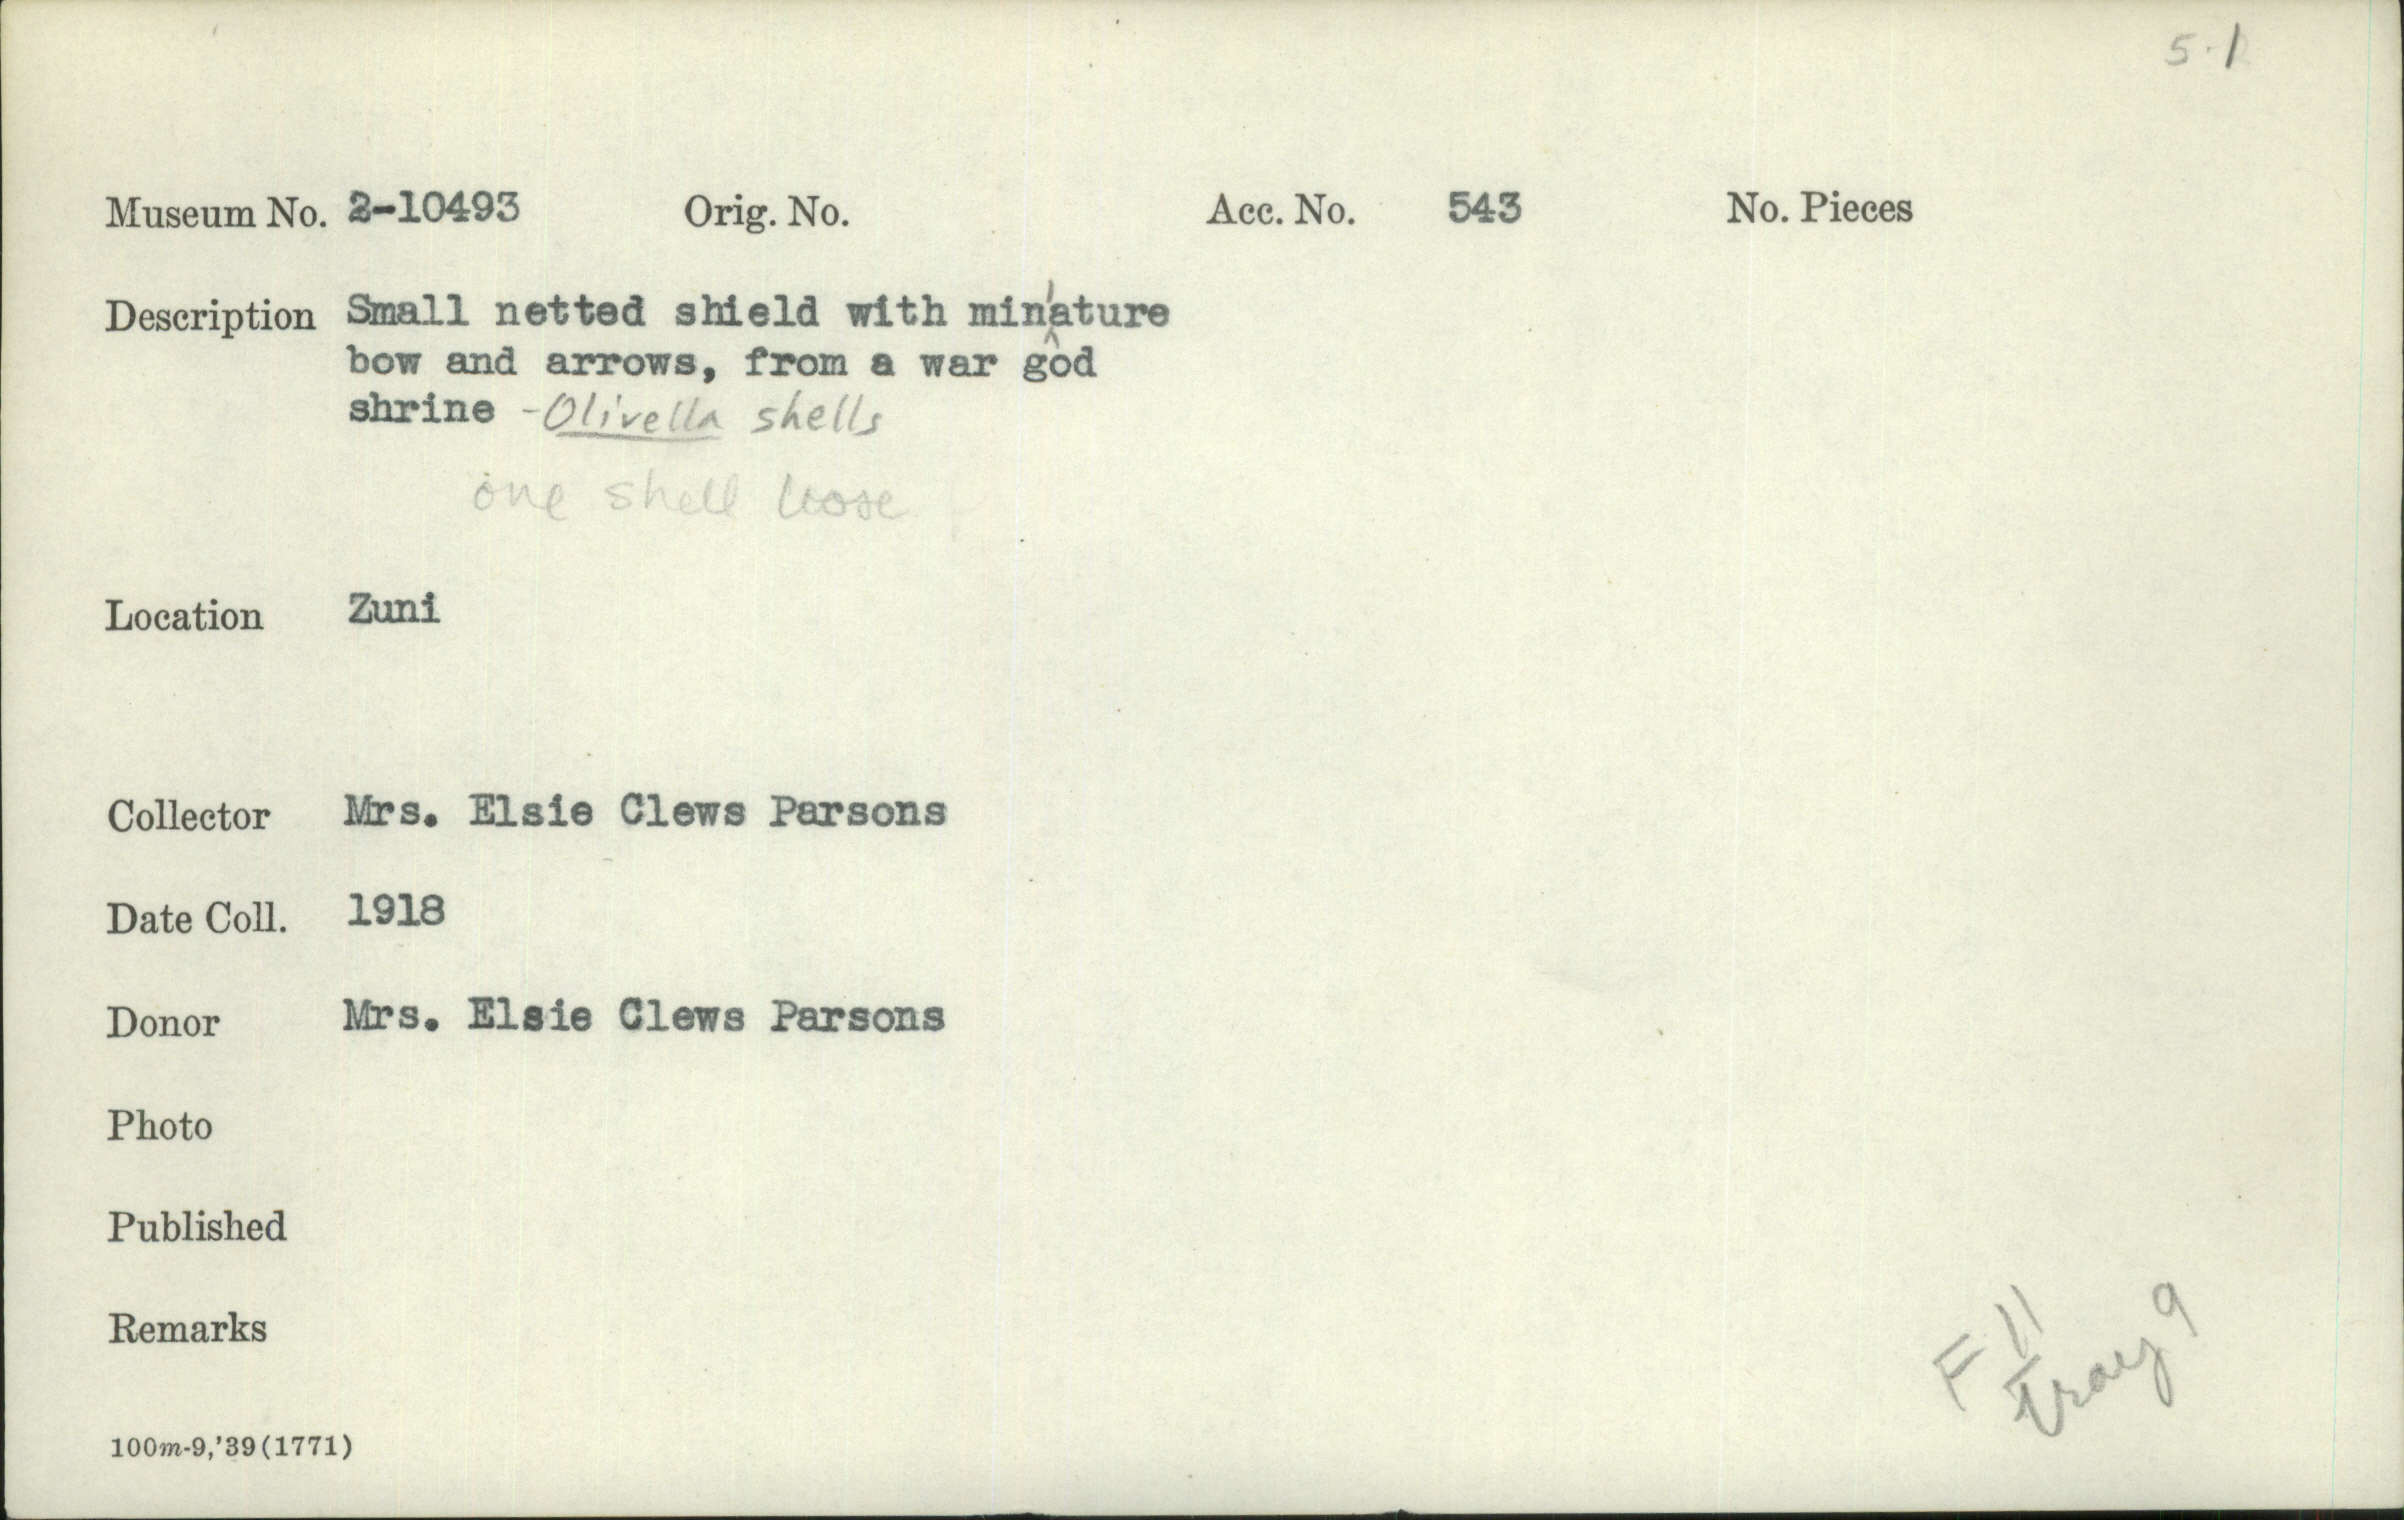 5-1
Museum No. 2-10493 Orig. No. Acc. No. 543 No. Pieces
Description Small netted shield with miniature
bow and arrows, from a war god
shrine - Olivella shells
one shell loose
Location Zuni
Collector Mrs. Elsie Clews Parsons
Date Coll. 1918
Donor Mrs. Elsie Clews Parsons
Photo
Published
Remarks
F 11
tray 9
100m-9,'39(1771)